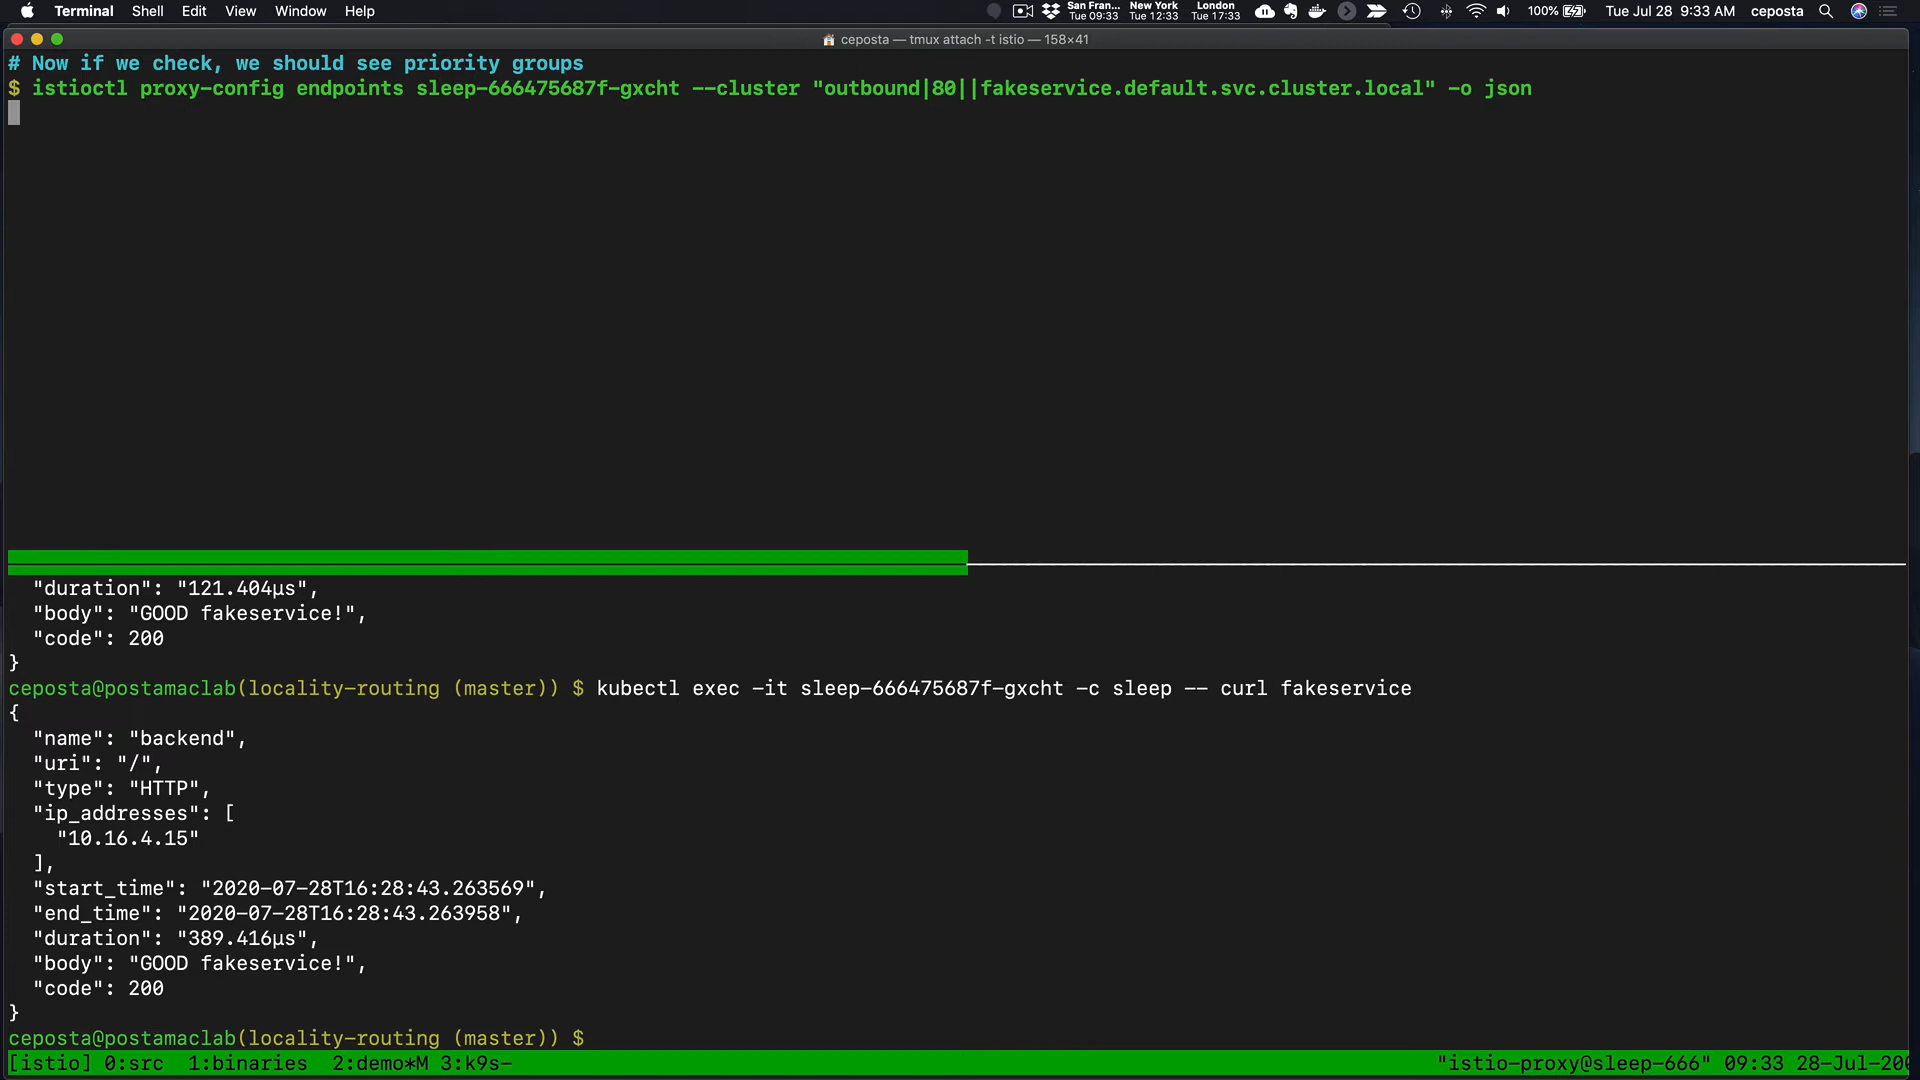 Terminal Shell Edit View Window Help
San Fran... New York London
Tue 09:33 Tue 12:33 Tue 17:33
100% Tue Jul 28 9:33 AM ceposta
ceposta — tmux attach -t istio — 158×41
# Now if we check, we should see priority groups
$ istioctl proxy-config endpoints sleep-666475687f-gxcht --cluster "outbound|80||fakeservice.default.svc.cluster.local" -o json
"duration": "121.404µs",
"body": "GOOD fakeservice!",
"code": 200
}
ceposta@postamaclab(locality-routing (master)) $ kubectl exec -it sleep-666475687f-gxcht -c sleep -- curl fakeservice
{
"name": "backend",
"uri": "/",
"type": "HTTP",
"ip_addresses": [
"10.16.4.15"
],
"start_time": "2020-07-28T16:28:43.263569",
"end_time": "2020-07-28T16:28:43.263958",
"duration": "389.416µs",
"body": "GOOD fakeservice!",
"code": 200
}
ceposta@postamaclab(locality-routing (master)) $
[istio] 0:src 1:binaries 2:demo*M 3:k9s- "istio-proxy@sleep-666" 09:33 28-Jul-20